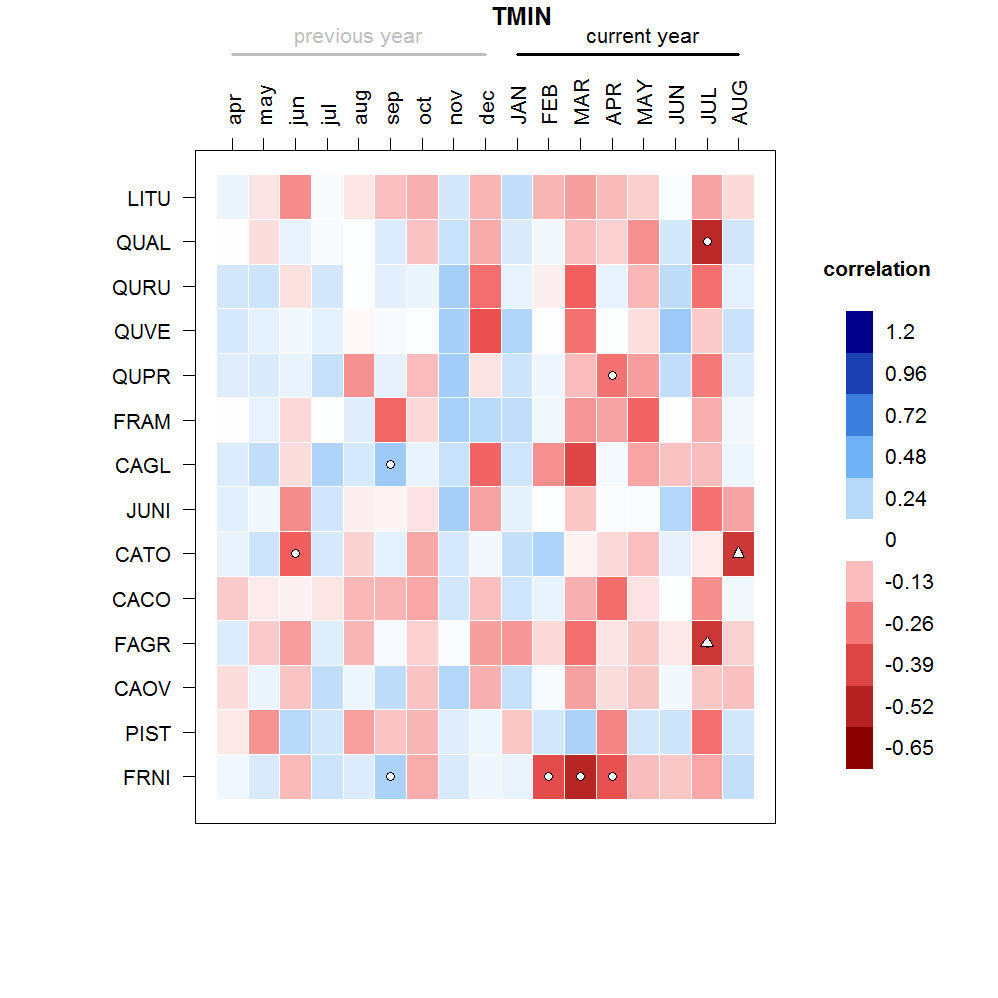 TMIN
previous year current year
apr may jun jul aug sep oct nov dec JAN FEB MAR APR MAY JUN JUL AUG
LITU
QUAL
QURU
QUVE
QUPR
FRAM
CAGL
JUNI
CATO
CACO
FAGR
CAOV
PIST
FRNI
correlation
1.2
0.96
0.72
0.48
0.24
0
-0.13
-0.26
-0.39
-0.52
-0.65